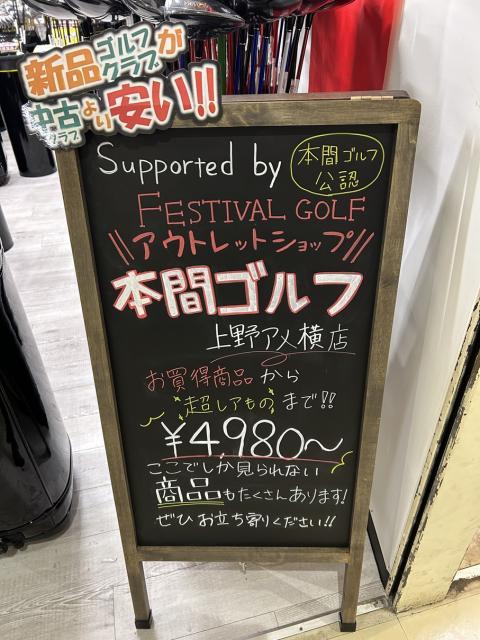 新品ゴルフクラブが
中古クラブより安い!!
Supported by
本間ゴルフ
公認
FESTIVAL GOLF
\\アウトレットショップ//
本間ゴルフ
上野アメ横店
お買得商品から
超レアものまで!!
¥4,980〜
ここでしか見られない
商品もたくさんあります!
ぜひお立ち寄りください!!